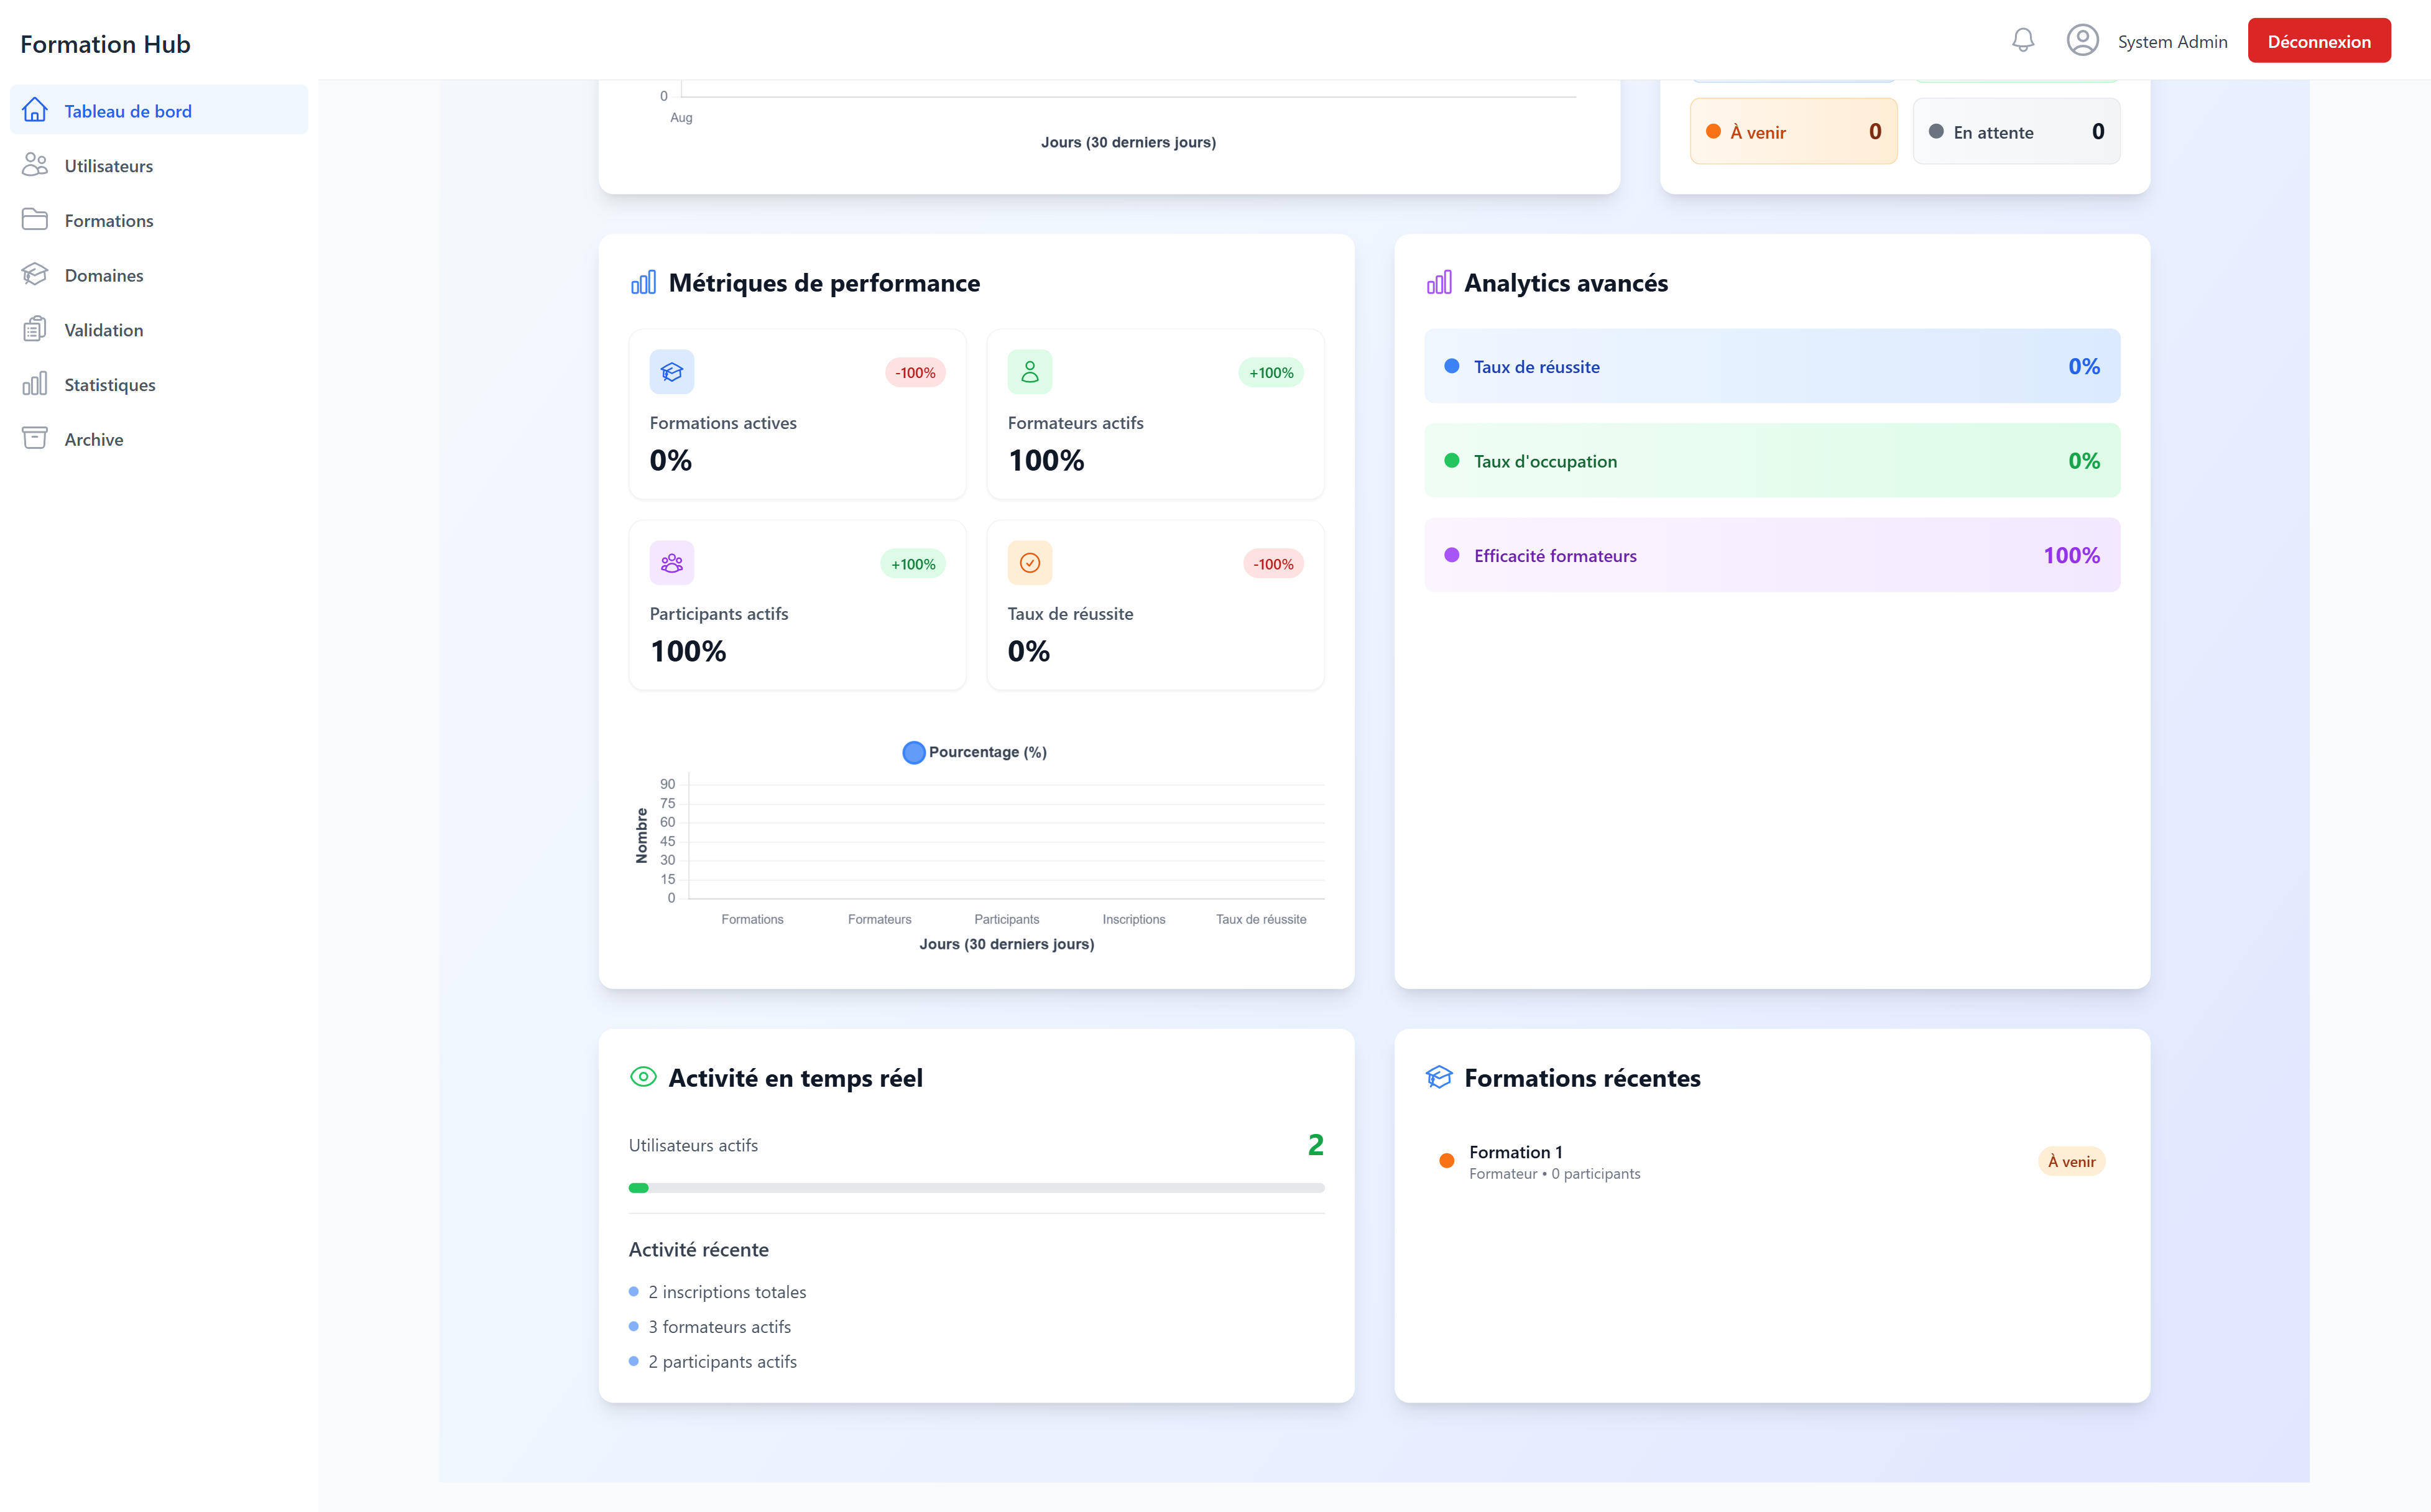 Formation Hub
System Admin
Déconnexion
Tableau de bord
Utilisateurs
Formations
Domaines
Validation
Statistiques
Archive
0
Aug
Jours (30 derniers jours)
À venir 0
En attente 0
Métriques de performance
-100%
Formations actives
0%
+100%
Formateurs actifs
100%
+100%
Participants actifs
100%
-100%
Taux de réussite
0%
Pourcentage (%)
Nombre
90
75
60
45
30
15
0
Formations Formateurs Participants Inscriptions Taux de réussite
Jours (30 derniers jours)
Analytics avancés
Taux de réussite 0%
Taux d'occupation 0%
Efficacité formateurs 100%
Activité en temps réel
Utilisateurs actifs 2
Activité récente
2 inscriptions totales
3 formateurs actifs
2 participants actifs
Formations récentes
Formation 1
Formateur • 0 participants
À venir